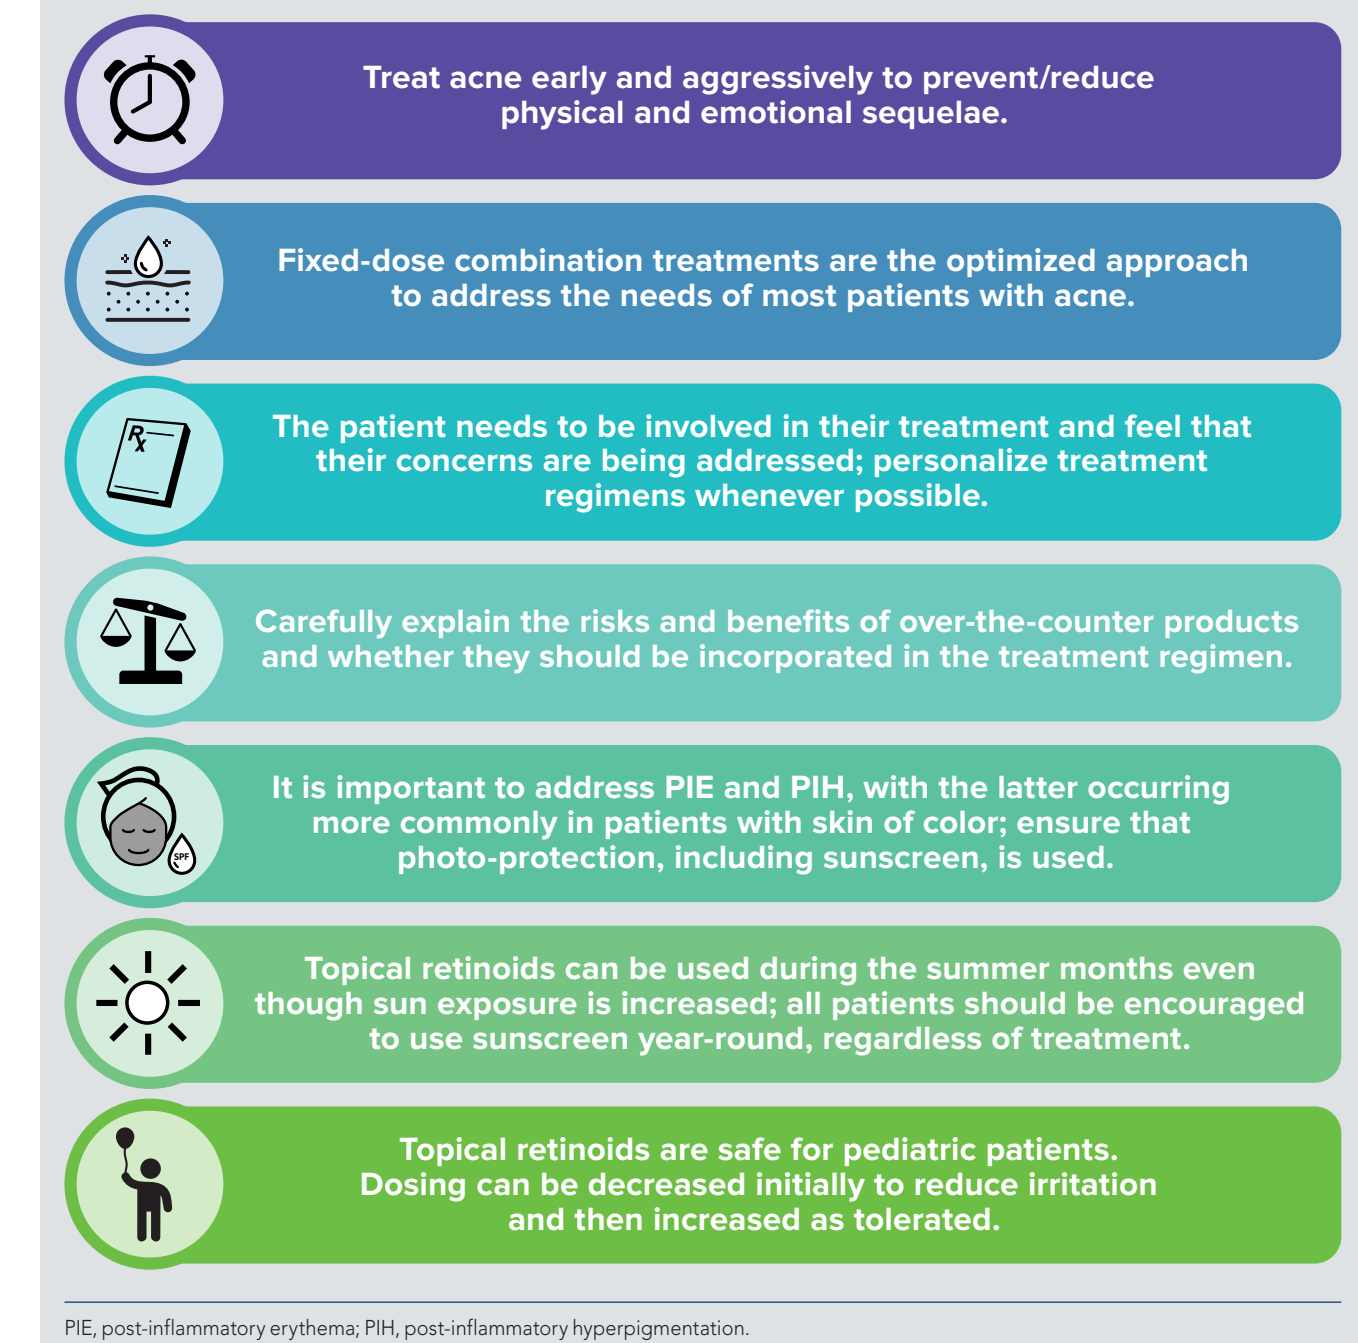 Treat acne early and aggressively to prevent/reduce
physical and emotional sequelae.
Fixed-dose combination treatments are the optimized approach
to address the needs of most patients with acne.
Rx
The patient needs to be involved in their treatment and feel that
their concerns are being addressed; personalize treatment
regimens whenever possible.
Carefully explain the risks and benefits of over-the-counter products
and whether they should be incorporated in the treatment regimen.
It is important to address PIE and PIH, with the latter occurring
more commonly in patients with skin of color; ensure that
photo-protection, including sunscreen, is used.
SPF
Topical retinoids can be used during the summer months even
though sun exposure is increased; all patients should be encouraged
to use sunscreen year-round, regardless of treatment.
Topical retinoids are safe for pediatric patients.
Dosing can be decreased initially to reduce irritation
and then increased as tolerated.
PIE, post-inflammatory erythema; PIH, post-inflammatory hyperpigmentation.